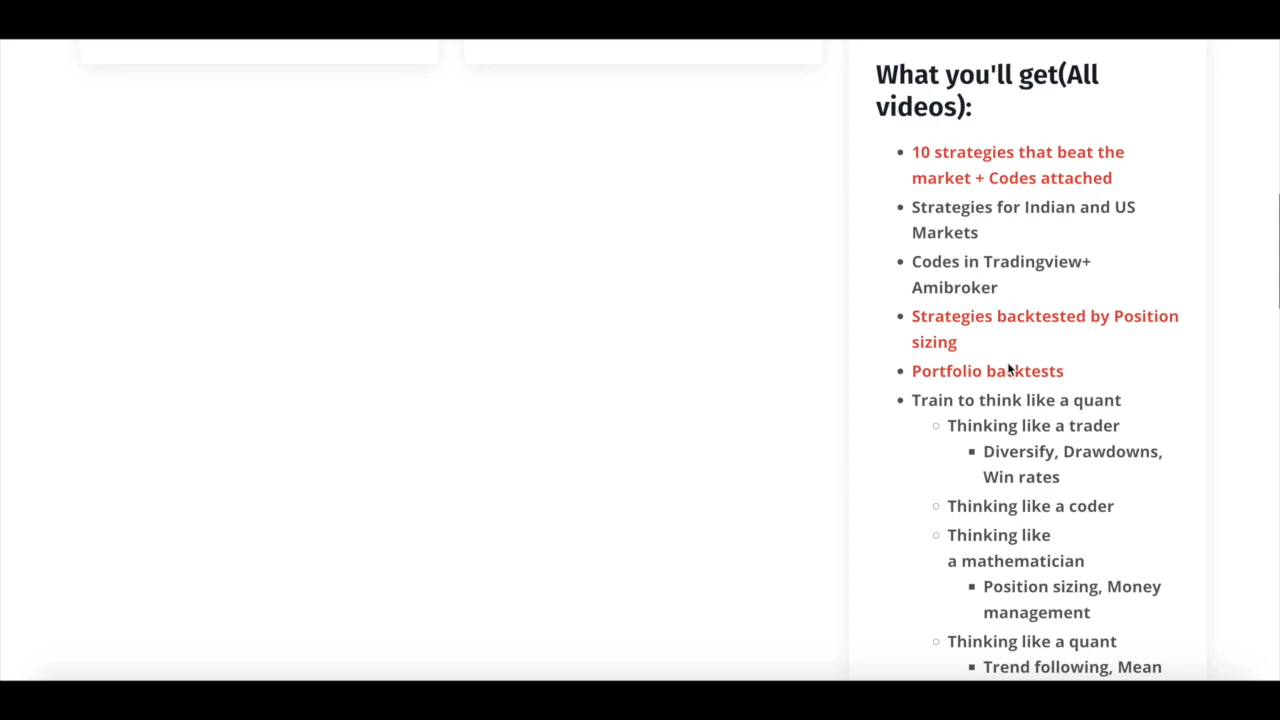 What you'll get(All
videos):
10 strategies that beat the
market + Codes attached
Strategies for Indian and US
Markets
Codes in Tradingview+
Amibroker
Strategies backtested by Position
sizing
Portfolio backtests
Train to think like a quant
Thinking like a trader
Diversify, Drawdowns,
Win rates
Thinking like a coder
Thinking like
a mathematician
Position sizing, Money
management
Thinking like a quant
Trend following, Mean